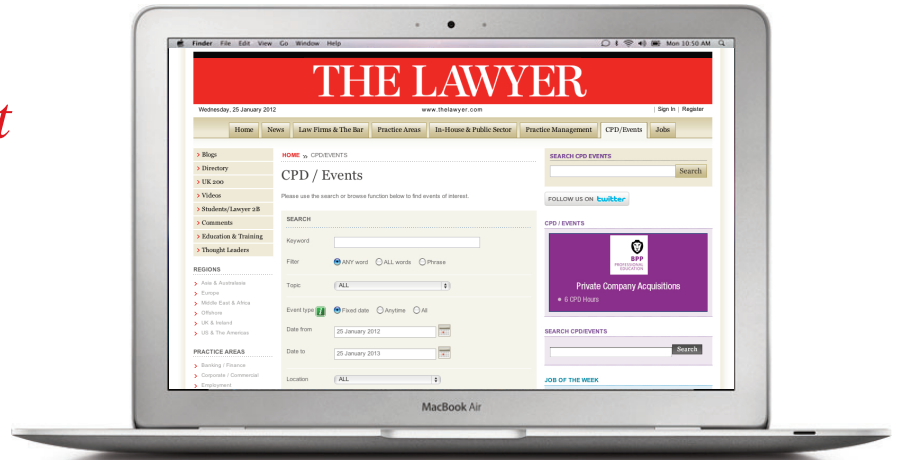 t
Finder File Edit View Go Window Help
Mon 10:50 AM
THE LAWYER
Wednesday, 25 January 2012
www.thelawyer.com
| Sign In | Register
Home News Law Firms & The Bar Practice Areas In-House & Public Sector Practice Management CPD/Events Jobs
> Blogs
> Directory
> UK 200
> Videos
> Students/Lawyer 2B
> Comments
> Education & Training
> Thought Leaders
REGIONS
> Asia & Australasia
> Europe
> Middle East & Africa
> Offshore
> UK & Ireland
> US & The Americas
PRACTICE AREAS
> Banking / Finance
> Corporate / Commercial
> Employment
HOME >> CPD/EVENTS
CPD / Events
Please use the search or browse function below to find events of interest.
SEARCH
Keyword
Filter ANY word ALL words Phrase
Topic ALL
Event type i Fixed date Anytime All
Date from 25 January 2012
Date to 25 January 2013
Location ALL
SEARCH CPD EVENTS
Search
FOLLOW US ON twitter
CPD / EVENTS
BPP
PROFESSIONAL EDUCATION
Private Company Acquisitions
• 6 CPD Hours
SEARCH CPD/EVENTS
Search
JOB OF THE WEEK
MacBook Air